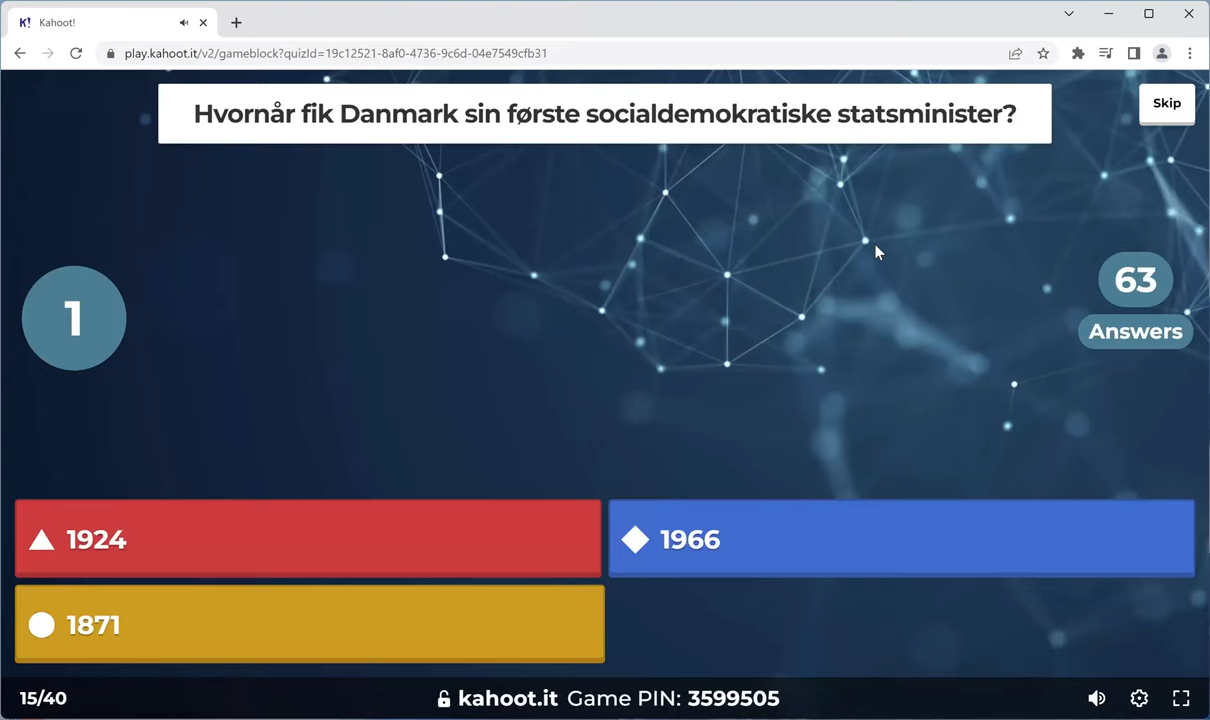 Kahoot!
play.kahoot.it/v2/gameblock?quizId=19c12521-8af0-4736-9c6d-04e7549cfb31
Hvornår fik Danmark sin første socialdemokratiske statsminister?
Skip
1
63
Answers
1924
1966
1871
15/40
kahoot.it Game PIN: 3599505